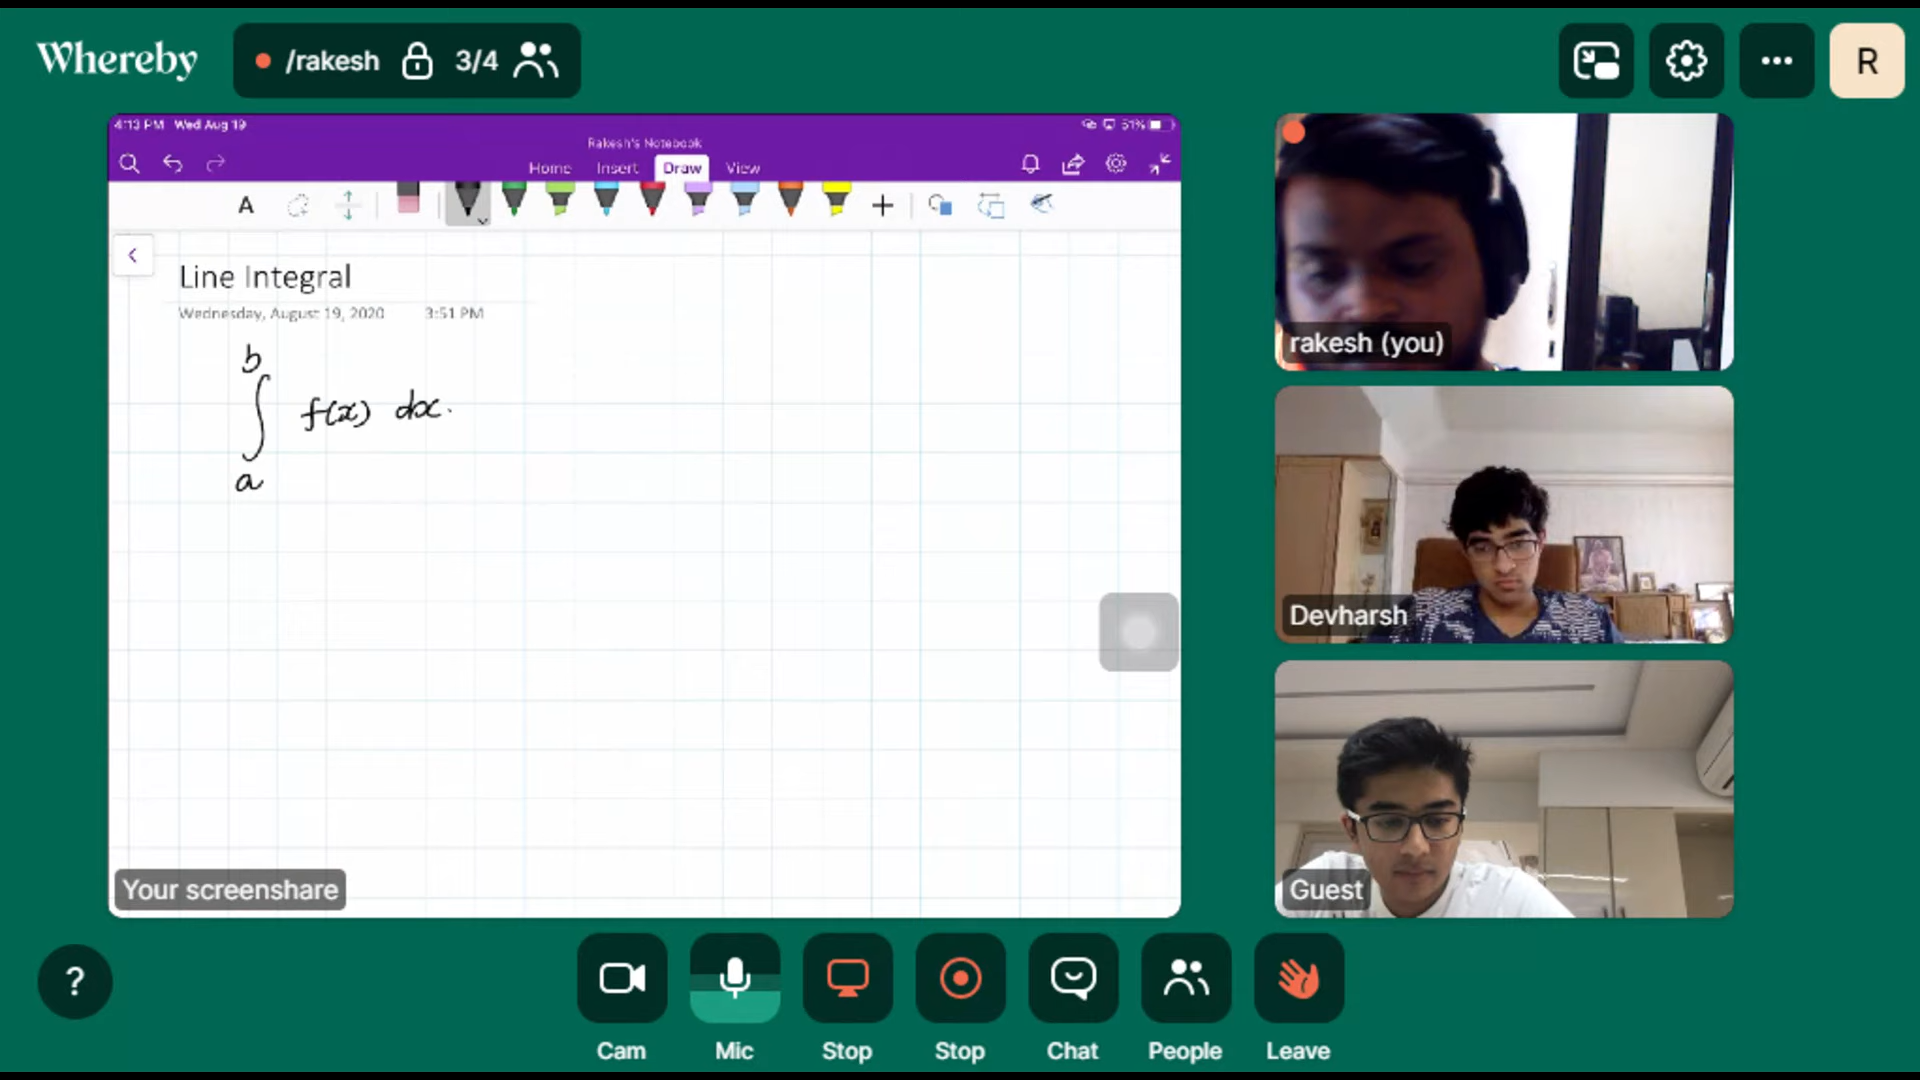 Whereby
/rakesh 3/4
R
4:13 PM Wed Aug 19
51%
Rakesh's Notebook
Home Insert Draw View
A
Line Integral
Wednesday, August 19, 2020 3:51 PM
b
∫ f(x) dx.
a
Your screenshare
rakesh (you)
Devharsh
Guest
?
Cam Mic Stop Stop Chat People Leave